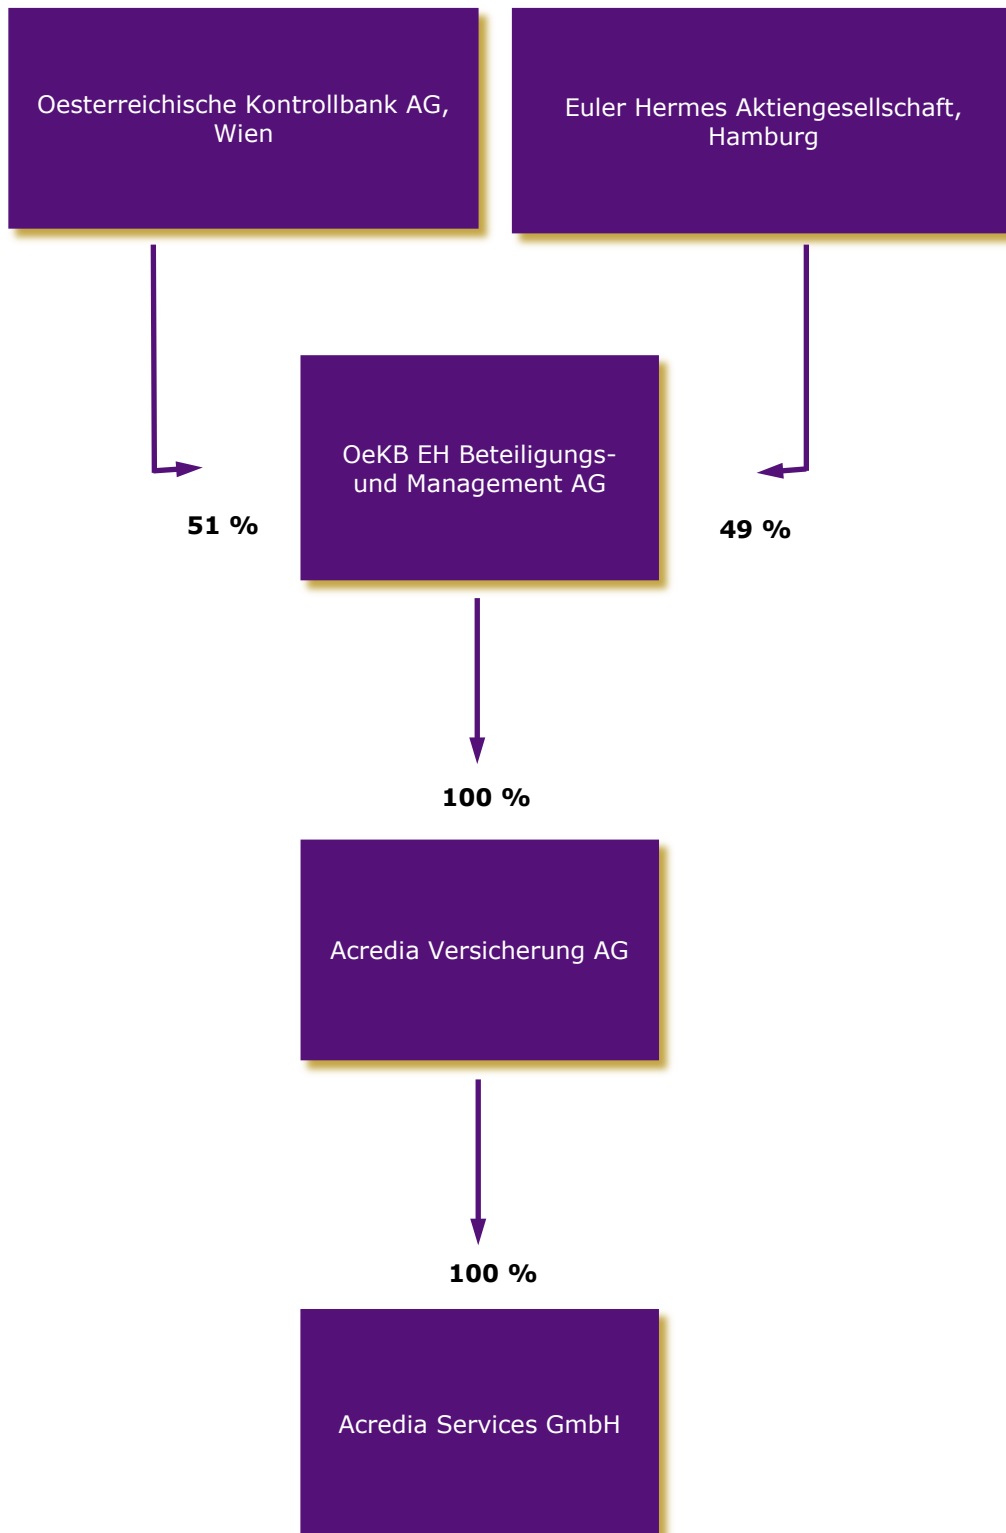 Oesterreichische Kontrollbank AG,
Wien
Euler Hermes Aktiengesellschaft,
Hamburg
OeKB EH Beteiligungs-
und Management AG
51 %
49 %
100 %
Acredia Versicherung AG
100 %
Acredia Services GmbH